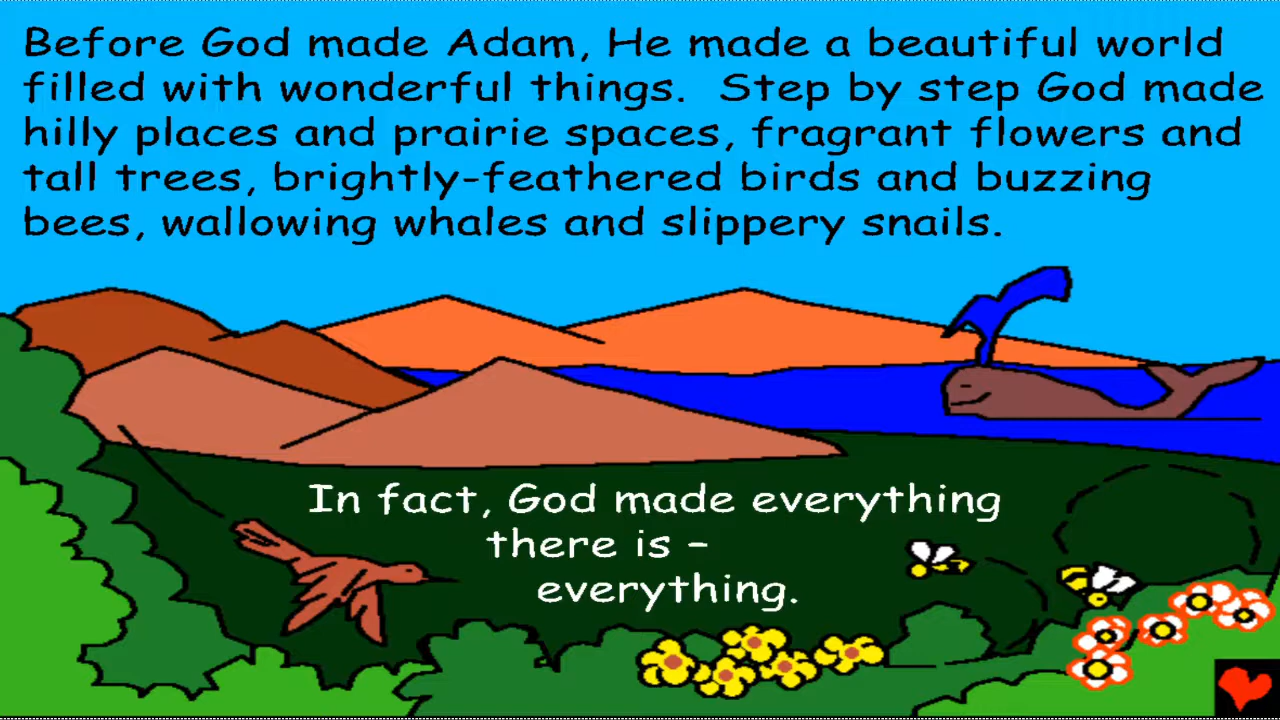 Before God made Adam, He made a beautiful world
filled with wonderful things.  Step by step God made
hilly places and prairie spaces, fragrant flowers and
tall trees, brightly-feathered birds and buzzing
bees, wallowing whales and slippery snails.
In fact, God made everything
there is –
everything.